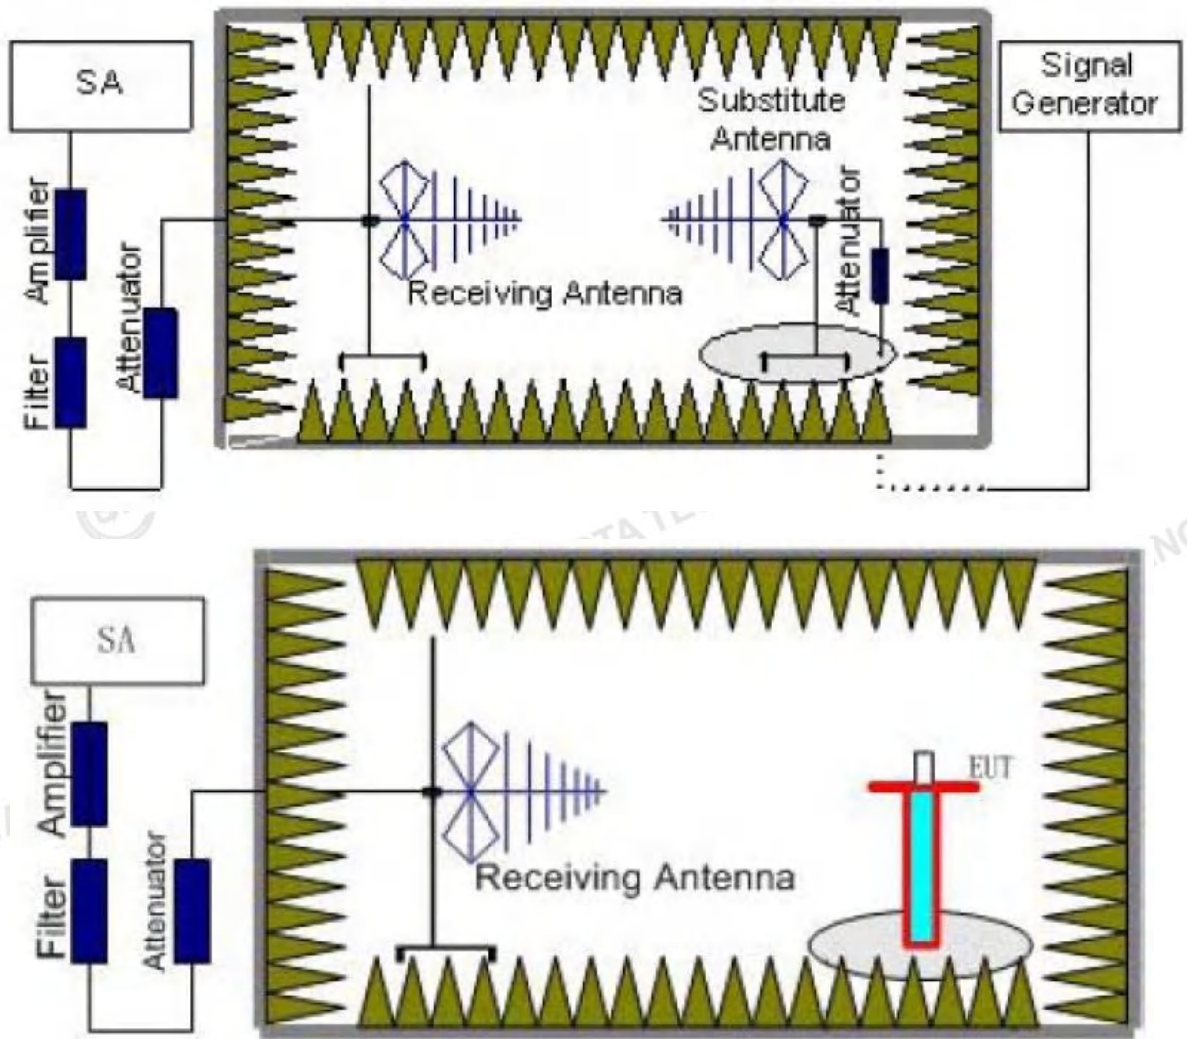 SA
Signal
Generator
Substitute
Antenna
Amplifier
Attenuator
Attenuator
Receiving Antenna
Filter
SA
Amplifier
EUT
Receiving Antenna
Filter
Attenuator